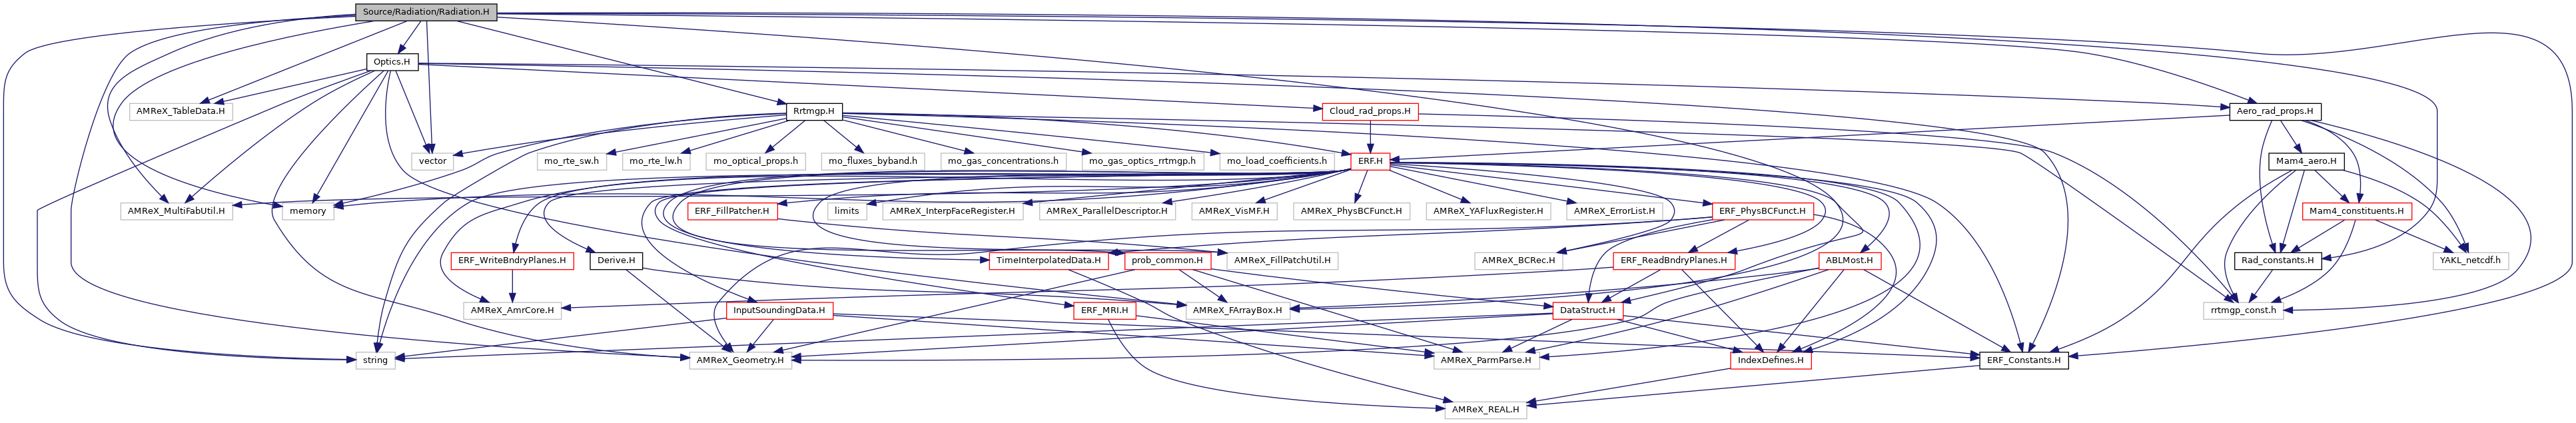 Source/Radiation/Radiation.H
Optics.H
AMReX_TableData.H
Rrtmgp.H
Cloud_rad_props.H
Aero_rad_props.H
vector
mo_rte_sw.h
mo_rte_lw.h
mo_optical_props.h
mo_fluxes_byband.h
mo_gas_concentrations.h
mo_gas_optics_rrtmgp.h
mo_load_coefficients.h
ERF.H
Mam4_aero.H
AMReX_MultiFabUtil.H
memory
ERF_FillPatcher.H
limits
AMReX_InterpFaceRegister.H
AMReX_ParallelDescriptor.H
AMReX_VisMF.H
AMReX_PhysBCFunct.H
AMReX_YAFluxRegister.H
AMReX_ErrorList.H
ERF_PhysBCFunct.H
Mam4_constituents.H
ERF_WriteBndryPlanes.H
Derive.H
TimeInterpolatedData.H
prob_common.H
AMReX_FillPatchUtil.H
AMReX_BCRec.H
ERF_ReadBndryPlanes.H
ABLMost.H
Rad_constants.H
YAKL_netcdf.h
AMReX_AmrCore.H
InputSoundingData.H
ERF_MRI.H
AMReX_FArrayBox.H
DataStruct.H
rrtmgp_const.h
string
AMReX_Geometry.H
AMReX_ParmParse.H
IndexDefines.H
ERF_Constants.H
AMReX_REAL.H